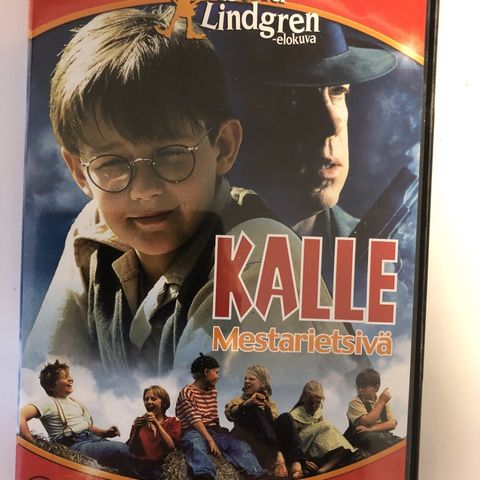 Lindgren
-elokuva
KALLE
Mestarietsivä